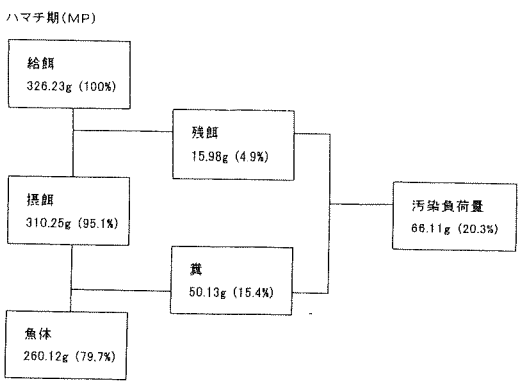 ハマチ期(MP)
給餌
326.23g (100%)
残餌
15.98g (4.9%)
摂餌
310.25g (95.1%)
汚染負荷量
66.11g (20.3%)
糞
50.13g (15.4%)
魚体
260.12g (79.7%)